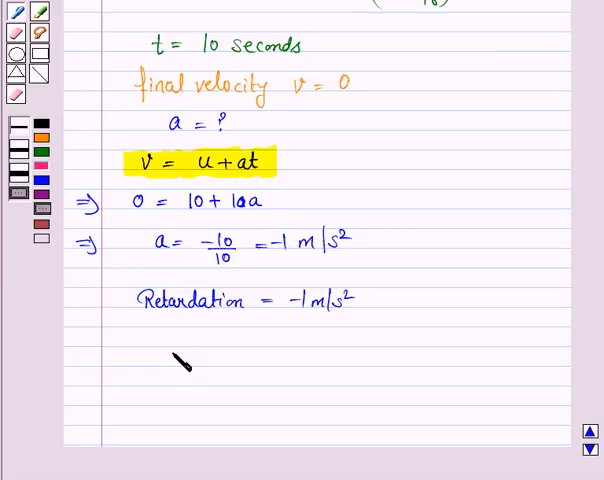 t = 10 seconds
final velocity v = 0
a = ?
v = u + at
⇒ 0 = 10 + 10a
⇒ a = -10/10 = -1 m/s²
Retardation = -1 m/s²